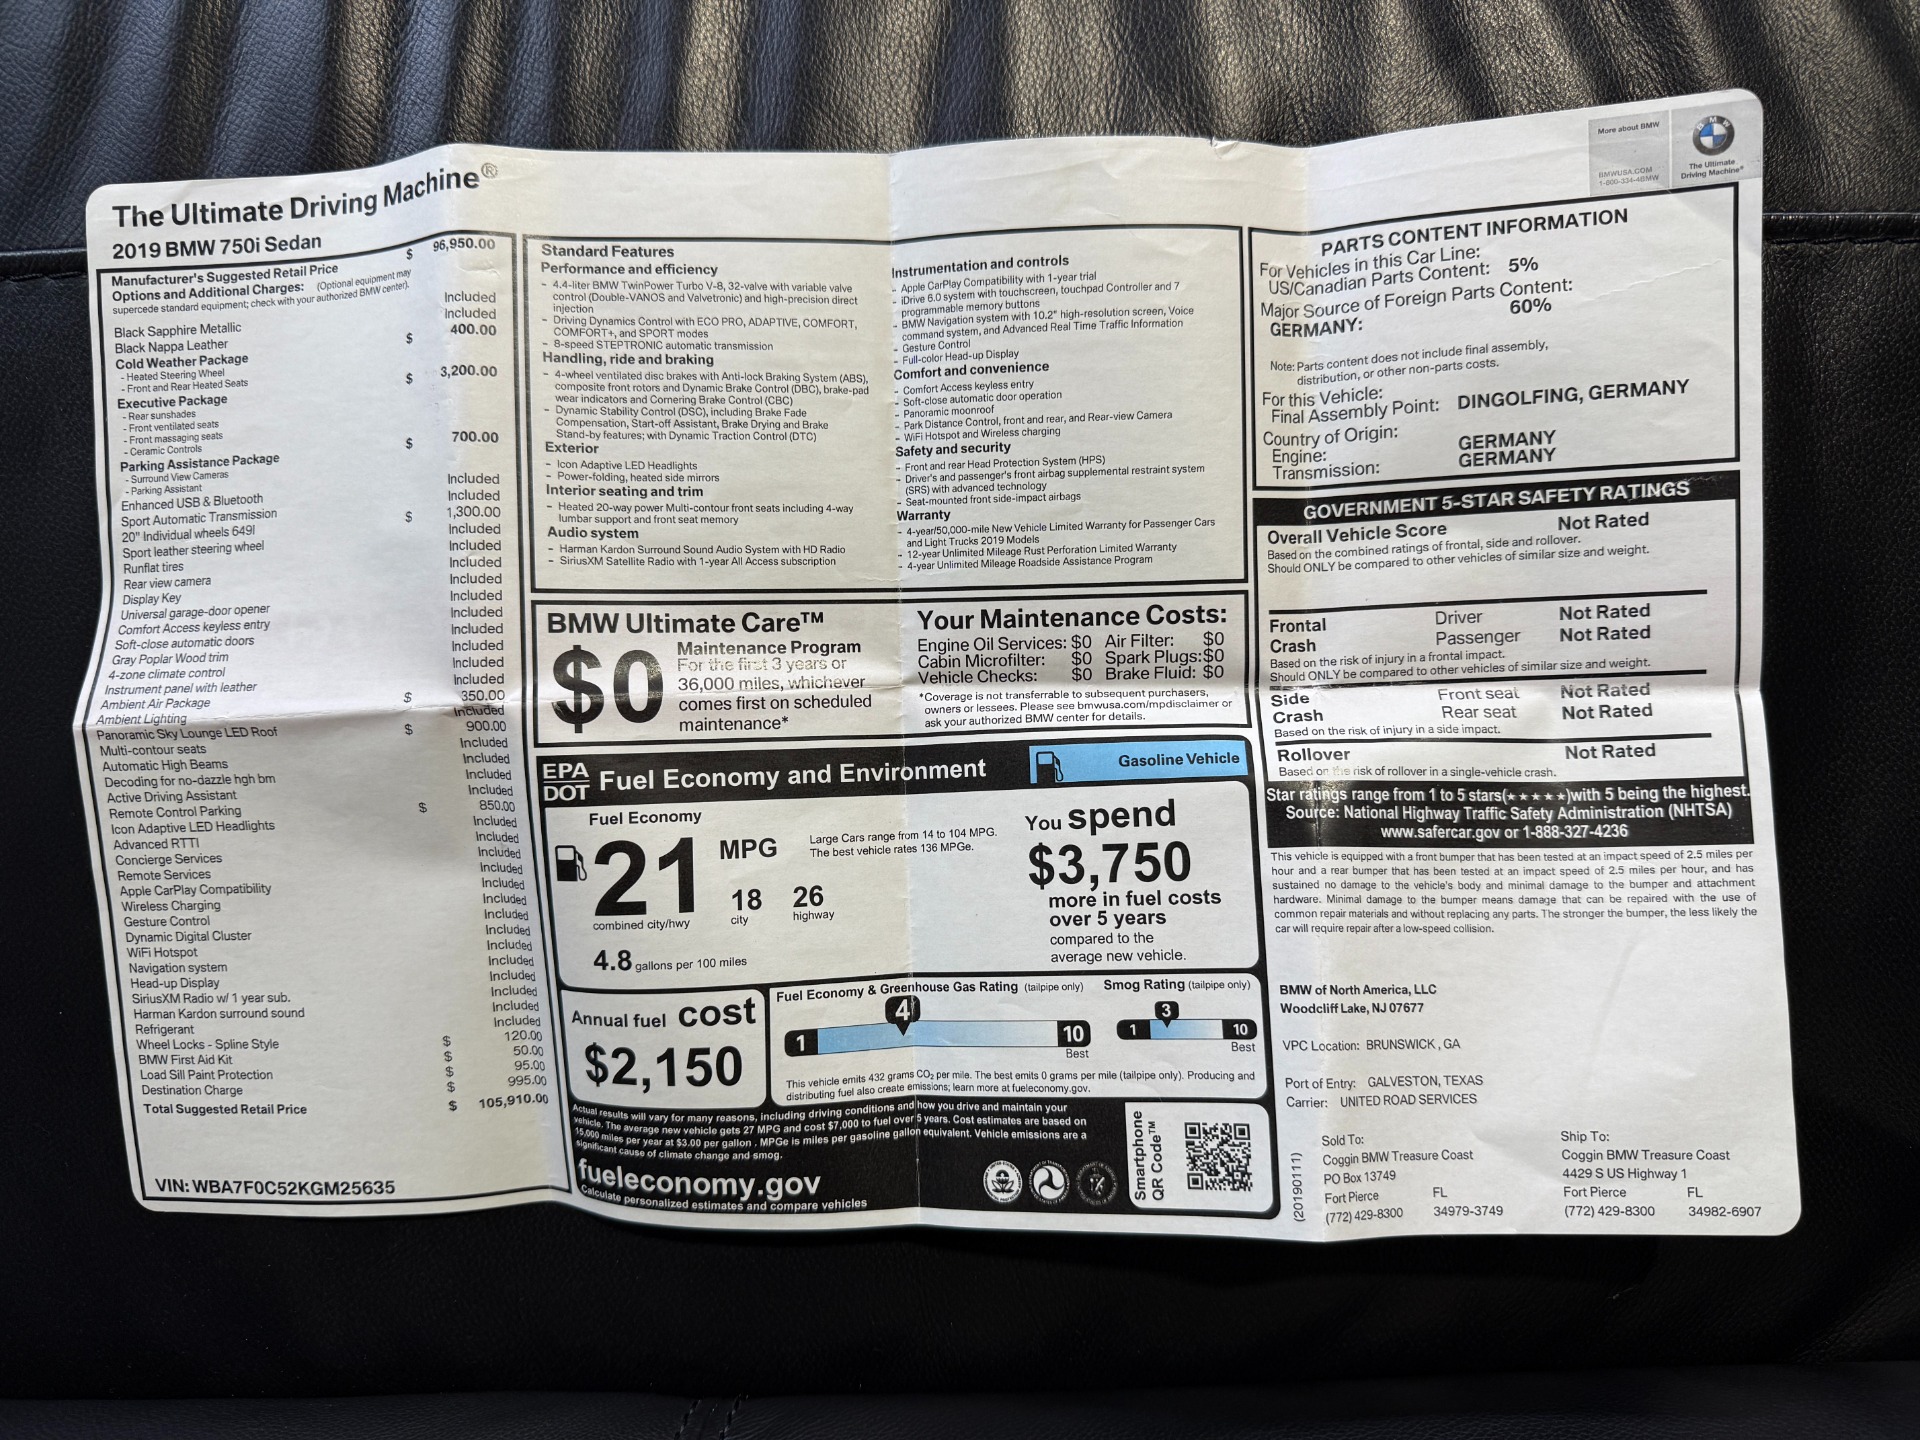 The Ultimate Driving Machine®
2019 BMW 750i Sedan
Manufacturer's Suggested Retail Price $ 96,950.00
Options and Additional Charges: (Optional equipment may
supercede standard equipment; check with your authorized BMW center).
Black Sapphire Metallic Included
Black Nappa Leather Included
Cold Weather Package $ 400.00
- Heated Steering Wheel
- Front and Rear Heated Seats
Executive Package $ 3,200.00
- Rear sunshades
- Front ventilated seats
- Front massaging seats
- Ceramic Controls
Parking Assistance Package $ 700.00
- Surround View Cameras
- Parking Assistant
Enhanced USB & Bluetooth Included
Sport Automatic Transmission Included
20" Individual wheels 649I $ 1,300.00
Sport leather steering wheel Included
Runflat tires Included
Rear view camera Included
Display Key Included
Universal garage-door opener Included
Comfort Access keyless entry Included
Soft-close automatic doors Included
Gray Poplar Wood trim Included
4-zone climate control Included
Instrument panel with leather Included
Ambient Air Package $ 350.00
Ambient Lighting Included
Panoramic Sky Lounge LED Roof $ 900.00
Multi-contour seats Included
Automatic High Beams Included
Decoding for no-dazzle hgh bm Included
Active Driving Assistant Included
Remote Control Parking $ 850.00
Icon Adaptive LED Headlights Included
Advanced RTTI Included
Concierge Services Included
Remote Services Included
Apple CarPlay Compatibility Included
Wireless Charging Included
Gesture Control Included
Dynamic Digital Cluster Included
WiFi Hotspot Included
Navigation system Included
Head-up Display Included
SiriusXM Radio w/ 1 year sub. Included
Harman Kardon surround sound Included
Refrigerant Included
Wheel Locks - Spline Style $ 120.00
BMW First Aid Kit $ 50.00
Load Sill Paint Protection $ 95.00
Destination Charge $ 995.00
Total Suggested Retail Price $ 105,910.00
VIN: WBA7F0C52KGM25635
Standard Features
Performance and efficiency
- 4.4-liter BMW TwinPower Turbo V-8, 32-valve with variable valve
control (Double-VANOS and Valvetronic) and high-precision direct
injection
- Driving Dynamics Control with ECO PRO, ADAPTIVE, COMFORT,
COMFORT+, and SPORT modes
- 8-speed STEPTRONIC automatic transmission
Handling, ride and braking
- 4-wheel ventilated disc brakes with Anti-lock Braking System (ABS),
composite front rotors and Dynamic Brake Control (DBC), brake-pad
wear indicators and Cornering Brake Control (CBC)
- Dynamic Stability Control (DSC), including Brake Fade
Compensation, Start-off Assistant, Brake Drying and Brake
Stand-by features; with Dynamic Traction Control (DTC)
Exterior
- Icon Adaptive LED Headlights
- Power-folding, heated side mirrors
Interior seating and trim
- Heated 20-way power Multi-contour front seats including 4-way
lumbar support and front seat memory
Audio system
- Harman Kardon Surround Sound Audio System with HD Radio
- SiriusXM Satellite Radio with 1-year All Access subscription
Instrumentation and controls
- Apple CarPlay Compatibility with 1-year trial
- iDrive 6.0 system with touchscreen, touchpad Controller and 7
programmable memory buttons
- BMW Navigation system with 10.2" high-resolution screen, Voice
command system, and Advanced Real Time Traffic Information
- Gesture Control
- Full-color Head-up Display
Comfort and convenience
- Comfort Access keyless entry
- Soft-close automatic door operation
- Panoramic moonroof
- Park Distance Control, front and rear, and Rear-view Camera
- WiFi Hotspot and Wireless charging
Safety and security
- Front and rear Head Protection System (HPS)
- Driver's and passenger's front airbag supplemental restraint system
(SRS) with advanced technology
- Seat-mounted front side-impact airbags
Warranty
- 4-year/50,000-mile New Vehicle Limited Warranty for Passenger Cars
and Light Trucks 2019 Models
- 12-year Unlimited Mileage Rust Perforation Limited Warranty
- 4-year Unlimited Mileage Roadside Assistance Program
BMW Ultimate Care™
$0
Maintenance Program
For the first 3 years or
36,000 miles, whichever
comes first on scheduled
maintenance*
Your Maintenance Costs:
Engine Oil Services: $0 Air Filter: $0
Cabin Microfilter: $0 Spark Plugs: $0
Vehicle Checks: $0 Brake Fluid: $0
*Coverage is not transferrable to subsequent purchasers,
owners or lessees. Please see bmwusa.com/mpdisclaimer or
ask your authorized BMW center for details.
EPA
DOT
Fuel Economy and Environment
Gasoline Vehicle
Fuel Economy
21 MPG
combined city/hwy
18
city
26
highway
Large Cars range from 14 to 104 MPG.
The best vehicle rates 136 MPGe.
4.8 gallons per 100 miles
You spend
$3,750
more in fuel costs
over 5 years
compared to the
average new vehicle.
Annual fuel cost
$2,150
Fuel Economy & Greenhouse Gas Rating (tailpipe only)
4
1
10
Best
Smog Rating (tailpipe only)
3
1
10
Best
This vehicle emits 432 grams CO2 per mile. The best emits 0 grams per mile (tailpipe only). Producing and
distributing fuel also create emissions; learn more at fueleconomy.gov.
Actual results will vary for many reasons, including driving conditions and how you drive and maintain your
vehicle. The average new vehicle gets 27 MPG and cost $7,000 to fuel over 5 years. Cost estimates are based on
15,000 miles per year at $3.00 per gallon . MPGe is miles per gasoline gallon equivalent. Vehicle emissions are a
significant cause of climate change and smog.
fueleconomy.gov
Calculate personalized estimates and compare vehicles
Smartphone
QR Code™
More about BMW
BMWUSA.COM
1-800-334-4BMW
BMW
The Ultimate
Driving Machine®
PARTS CONTENT INFORMATION
For Vehicles in this Car Line:
US/Canadian Parts Content: 5%
Major Source of Foreign Parts Content:
GERMANY: 60%
Note: Parts content does not include final assembly,
distribution, or other non-parts costs.
For this Vehicle:
Final Assembly Point: DINGOLFING, GERMANY
Country of Origin:
Engine: GERMANY
Transmission: GERMANY
GOVERNMENT 5-STAR SAFETY RATINGS
Overall Vehicle Score Not Rated
Based on the combined ratings of frontal, side and rollover.
Should ONLY be compared to other vehicles of similar size and weight.
Frontal Driver Not Rated
Crash Passenger Not Rated
Based on the risk of injury in a frontal impact.
Should ONLY be compared to other vehicles of similar size and weight.
Side Front seat Not Rated
Crash Rear seat Not Rated
Based on the risk of injury in a side impact.
Rollover Not Rated
Based on the risk of rollover in a single-vehicle crash.
Star ratings range from 1 to 5 stars(★★★★★)with 5 being the highest.
Source: National Highway Traffic Safety Administration (NHTSA)
www.safercar.gov or 1-888-327-4236
This vehicle is equipped with a front bumper that has been tested at an impact speed of 2.5 miles per
hour and a rear bumper that has been tested at an impact speed of 2.5 miles per hour, and has
sustained no damage to the vehicle's body and minimal damage to the bumper and attachment
hardware. Minimal damage to the bumper means damage that can be repaired with the use of
common repair materials and without replacing any parts. The stronger the bumper, the less likely the
car will require repair after a low-speed collision.
BMW of North America, LLC
Woodcliff Lake, NJ 07677
VPC Location: BRUNSWICK , GA
Port of Entry: GALVESTON, TEXAS
Carrier: UNITED ROAD SERVICES
(20190111)
Sold To:
Coggin BMW Treasure Coast
PO Box 13749
Fort Pierce FL
(772) 429-8300 34979-3749
Ship To:
Coggin BMW Treasure Coast
4429 S US Highway 1
Fort Pierce FL
(772) 429-8300 34982-6907